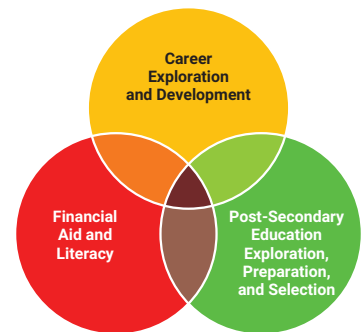 Career
Exploration
and Development
Financial
Aid and
Literacy
Post-Secondary
Education
Exploration,
Preparation,
and Selection